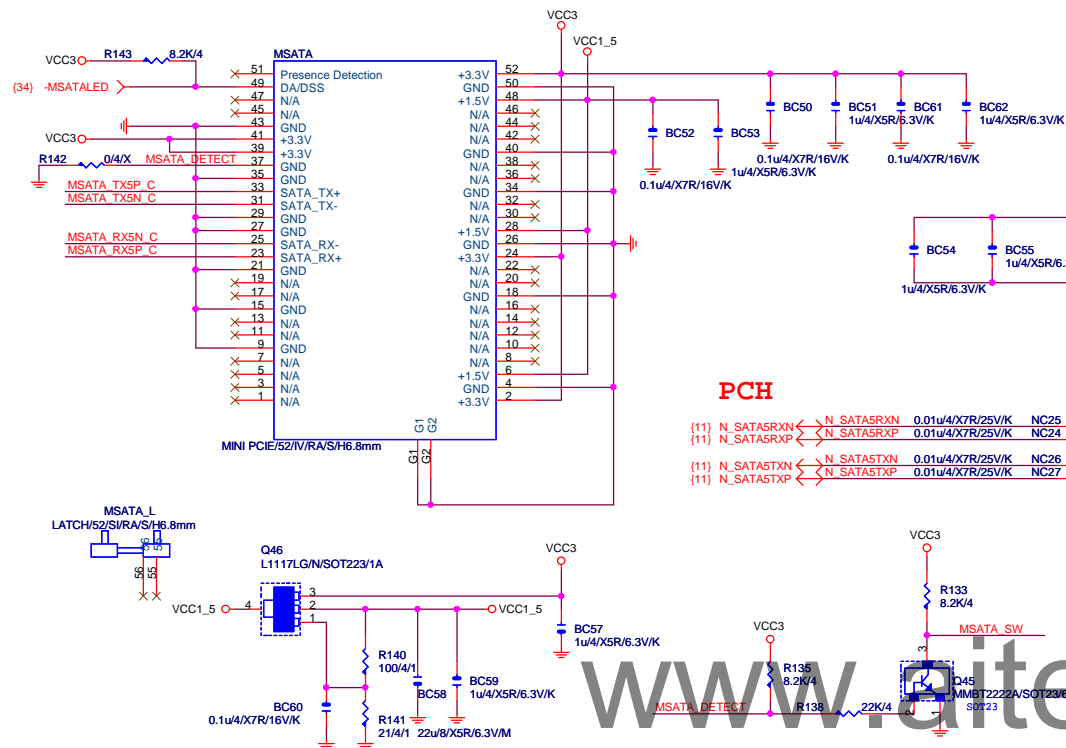 VCC3
VCC1_5
VCC3
R143
8.2K/4
MSATA
{34} -MSATALED
51 Presence Detection
49 DA/DSS
47 N/A
45 N/A
43 GND
41 +3.3V
39 +3.3V
37 GND
35 GND
33 SATA_TX+
31 SATA_TX-
29 GND
27 GND
25 SATA_RX-
23 SATA_RX+
21 GND
19 N/A
17 N/A
15 GND
13 N/A
11 N/A
9 GND
7 N/A
5 N/A
3 N/A
1 N/A
+3.3V 52
GND 50
+1.5V 48
N/A 46
N/A 44
N/A 42
GND 40
N/A 38
N/A 36
GND 34
N/A 32
N/A 30
+1.5V 28
GND 26
+3.3V 24
N/A 22
N/A 20
GND 18
N/A 16
N/A 14
N/A 12
N/A 10
N/A 8
+1.5V 6
GND 4
+3.3V 2
VCC3
R142
0/4/X
MSATA_DETECT
MSATA_TX5P_C
MSATA_TX5N_C
MSATA_RX5N_C
MSATA_RX5P_C
G1 G2
G1 G2
MINI PCIE/52/IV/RA/S/H6.8mm
BC52
0.1u/4/X7R/16V/K
BC53
1u/4/X5R/6.3V/K
BC50
0.1u/4/X7R/16V/K
BC51
1u/4/X5R/6.3V/K
BC61
0.1u/4/X7R/16V/K
BC62
1u/4/X5R/6.3V/K
BC54
1u/4/X5R/6.3V/K
BC55
1u/4/X5R/6.
PCH
{11} N_SATA5RXN N_SATA5RXN 0.01u/4/X7R/25V/K NC25
{11} N_SATA5RXP N_SATA5RXP 0.01u/4/X7R/25V/K NC24
{11} N_SATA5TXN N_SATA5TXN 0.01u/4/X7R/25V/K NC26
{11} N_SATA5TXP N_SATA5TXP 0.01u/4/X7R/25V/K NC27
MSATA_L
LATCH/52/SI/RA/S/H6.8mm
56 55
56 55
Q46
L1117LG/N/SOT223/1A
VCC1_5
4
3
2
1
VCC1_5
VCC3
BC57
1u/4/X5R/6.3V/K
R140
100/4/1
BC58
22u/8/X5R/6.3V/M
BC59
1u/4/X5R/6.3V/K
BC60
0.1u/4/X7R/16V/K
R141
21/4/1
VCC3
R133
8.2K/4
MSATA_SW
VCC3
R135
8.2K/4
MSATA_DETECT
R138
22K/4
3
2
1
Q45
MMBT2222A/SOT23/6
SOT23
www.aite